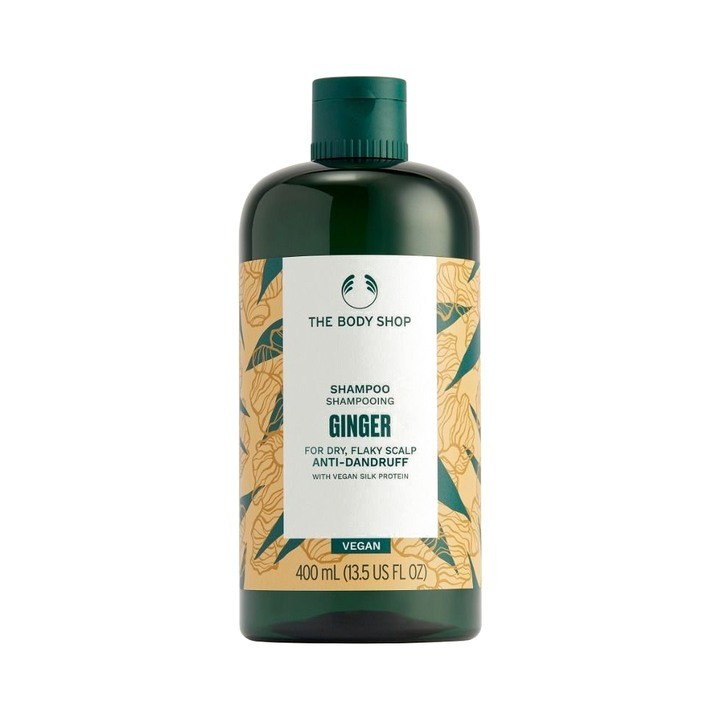 THE BODY SHOP
SHAMPOO
SHAMPOOING
GINGER
FOR DRY, FLAKY SCALP
ANTI-DANDRUFF
WITH VEGAN SILK PROTEIN
VEGAN
400 mL (13.5 US FL OZ)